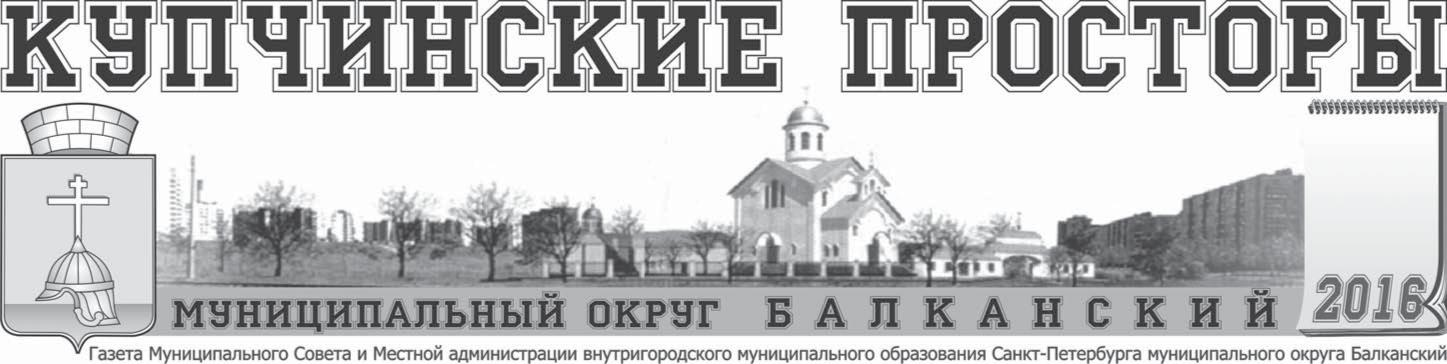 КУПЧИНСКИЕ ПРОСТОРЫ
МУНИЦИПАЛЬНЫЙ ОКРУГ БАЛКАНСКИЙ
2016
Газета Муниципального Совета и Местной администрации внутригородского муниципального образования Санкт-Петербурга муниципального округа Балканский